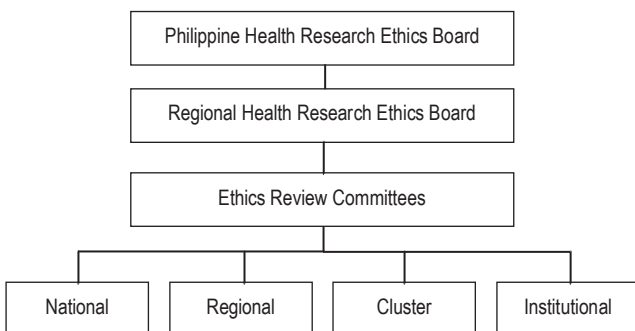 Philippine Health Research Ethics Board
Regional Health Research Ethics Board
Ethics Review Committees
National
Regional
Cluster
Institutional